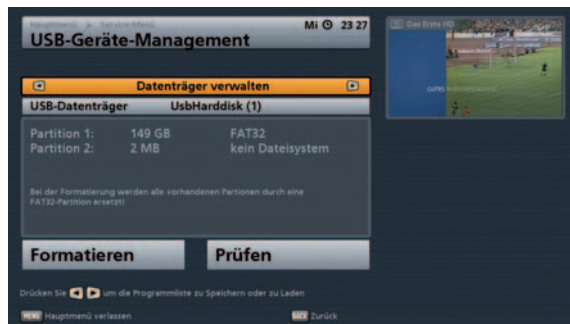 Hauptmenü > Service-Menü
Mi 23 27
USB-Geräte-Management
HD Das Erste HD
Datenträger verwalten
USB-Datenträger UsbHarddisk (1)
Partition 1: 149 GB FAT32
Partition 2: 2 MB kein Dateisystem
Bei der Formatierung werden alle vorhandenen Partionen durch eine
FAT32-Partition ersetzt!
Formatieren Prüfen
Drücken Sie um die Programmliste zu Speichern oder zu Laden
MENU Hauptmenü verlassen BACK Zurück